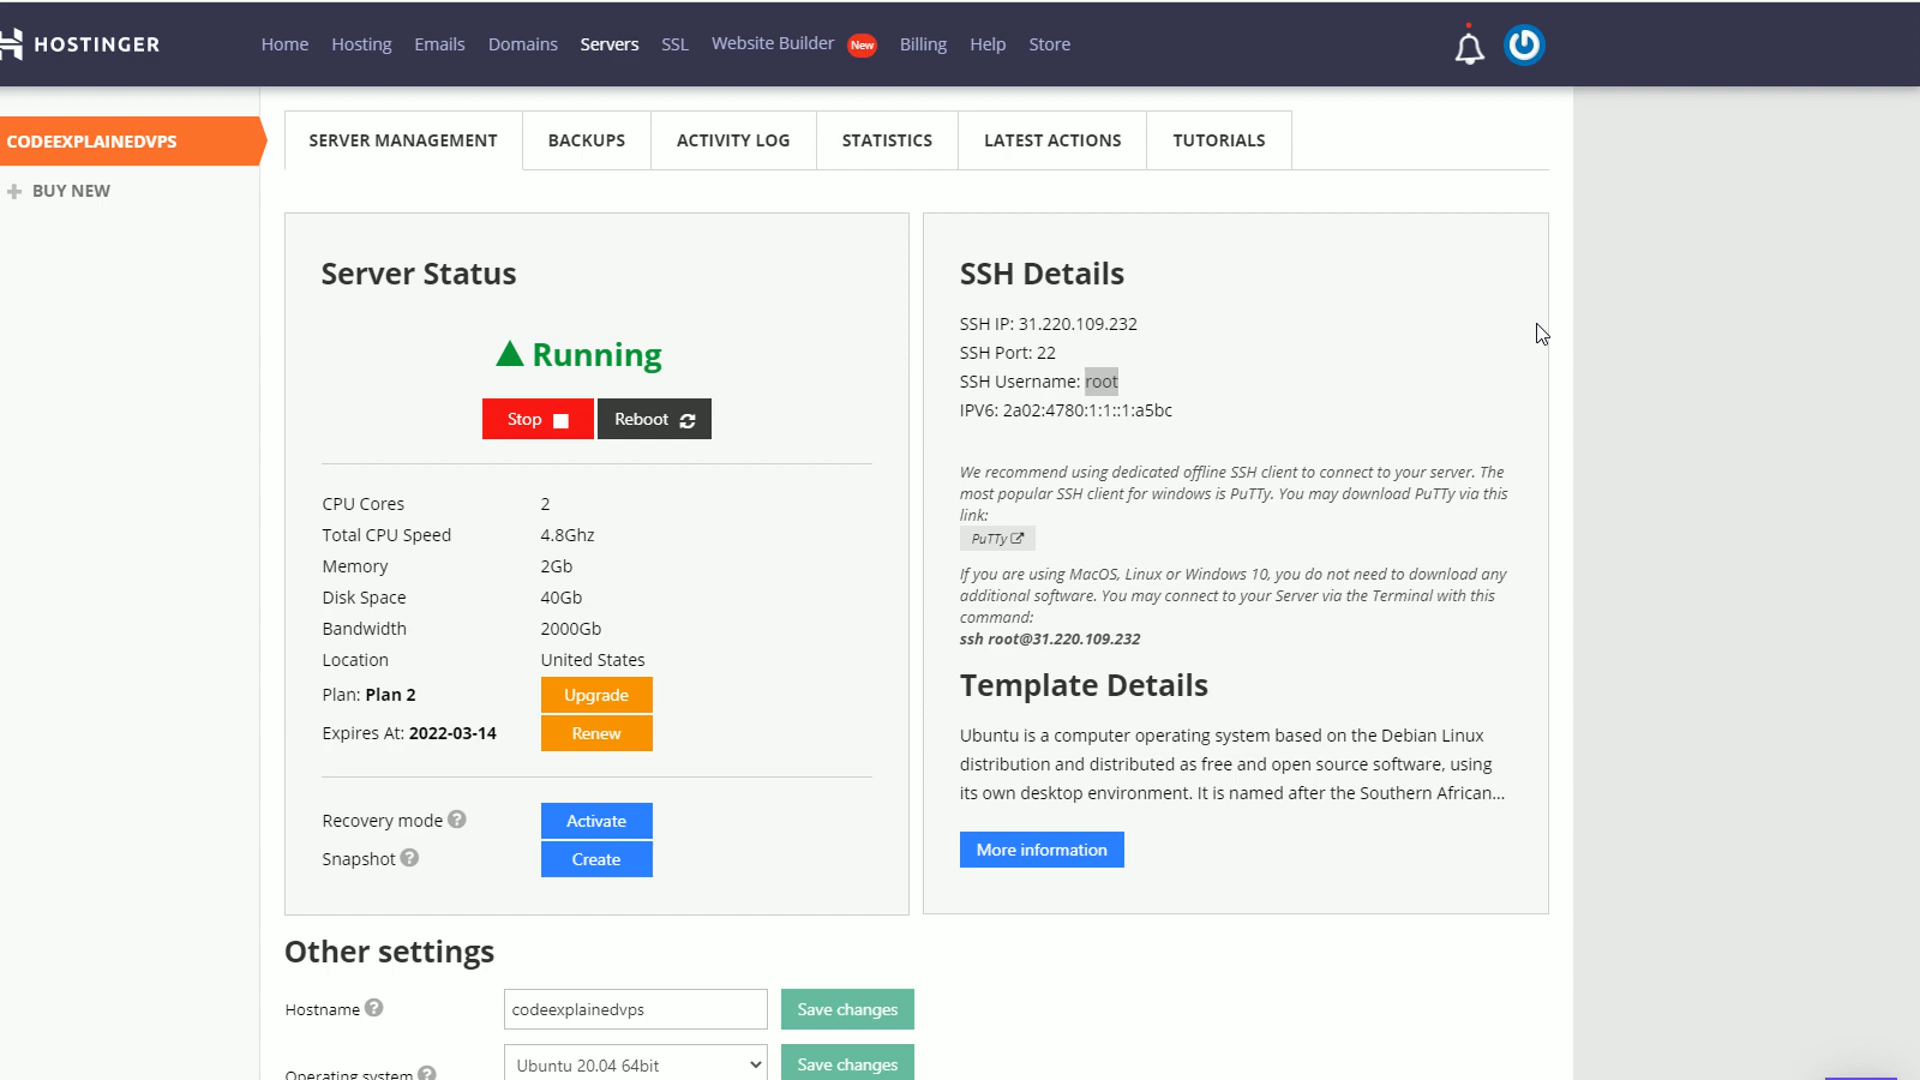 HOSTINGER
Home Hosting Emails Domains Servers SSL Website Builder New Billing Help Store
CODEEXPLAINEDVPS
BUY NEW
SERVER MANAGEMENT BACKUPS ACTIVITY LOG STATISTICS LATEST ACTIONS TUTORIALS
Server Status
Running
Stop Reboot
CPU Cores 2
Total CPU Speed 4.8Ghz
Memory 2Gb
Disk Space 40Gb
Bandwidth 2000Gb
Location United States
Plan: Plan 2 Upgrade
Expires At: 2022-03-14 Renew
Recovery mode ? Activate
Snapshot ? Create
SSH Details
SSH IP: 31.220.109.232
SSH Port: 22
SSH Username: root
IPV6: 2a02:4780:1:1::1:a5bc
We recommend using dedicated offline SSH client to connect to your server. The
most popular SSH client for windows is PuTTy. You may download PuTTy via this
link:
PuTTy
If you are using MacOS, Linux or Windows 10, you do not need to download any
additional software. You may connect to your Server via the Terminal with this
command:
ssh root@31.220.109.232
Template Details
Ubuntu is a computer operating system based on the Debian Linux
distribution and distributed as free and open source software, using
its own desktop environment. It is named after the Southern African...
More information
Other settings
Hostname ? codeexplainedvps Save changes
Operating system ? Ubuntu 20.04 64bit Save changes